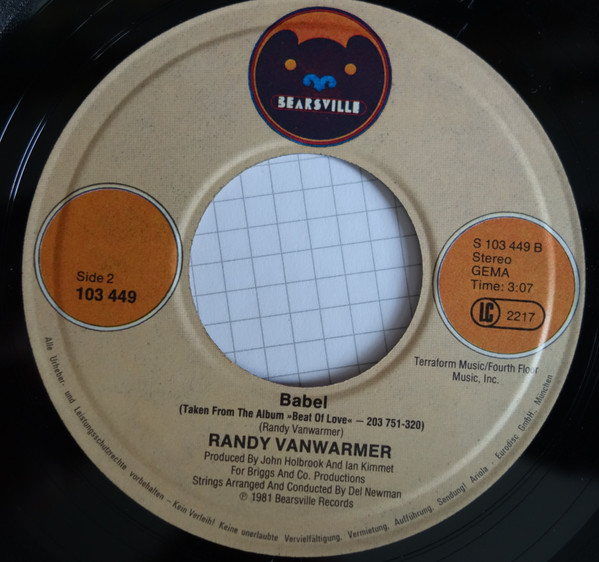 BEARSVILLE
Side 2
103 449
S 103 449 B
Stereo
GEMA
Time: 3:07
LC 2217
Terraform Music/Fourth Floor
Music, Inc.
Babel
(Taken From The Album »Beat Of Love« – 203 751-320)
(Randy Vanwarmer)
RANDY VANWARMER
Produced By John Holbrook And Ian Kimmet
For Briggs And Co. Productions
Strings Arranged And Conducted By Del Newman
℗ 1981 Bearsville Records
Alle Urheber- und Leistungsschutzrechte vorbehalten – Kein Verleih! Keine unerlaubte Vervielfältigung, Vermietung, Aufführung, Sendung! Ariola - Eurodisc GmbH, München